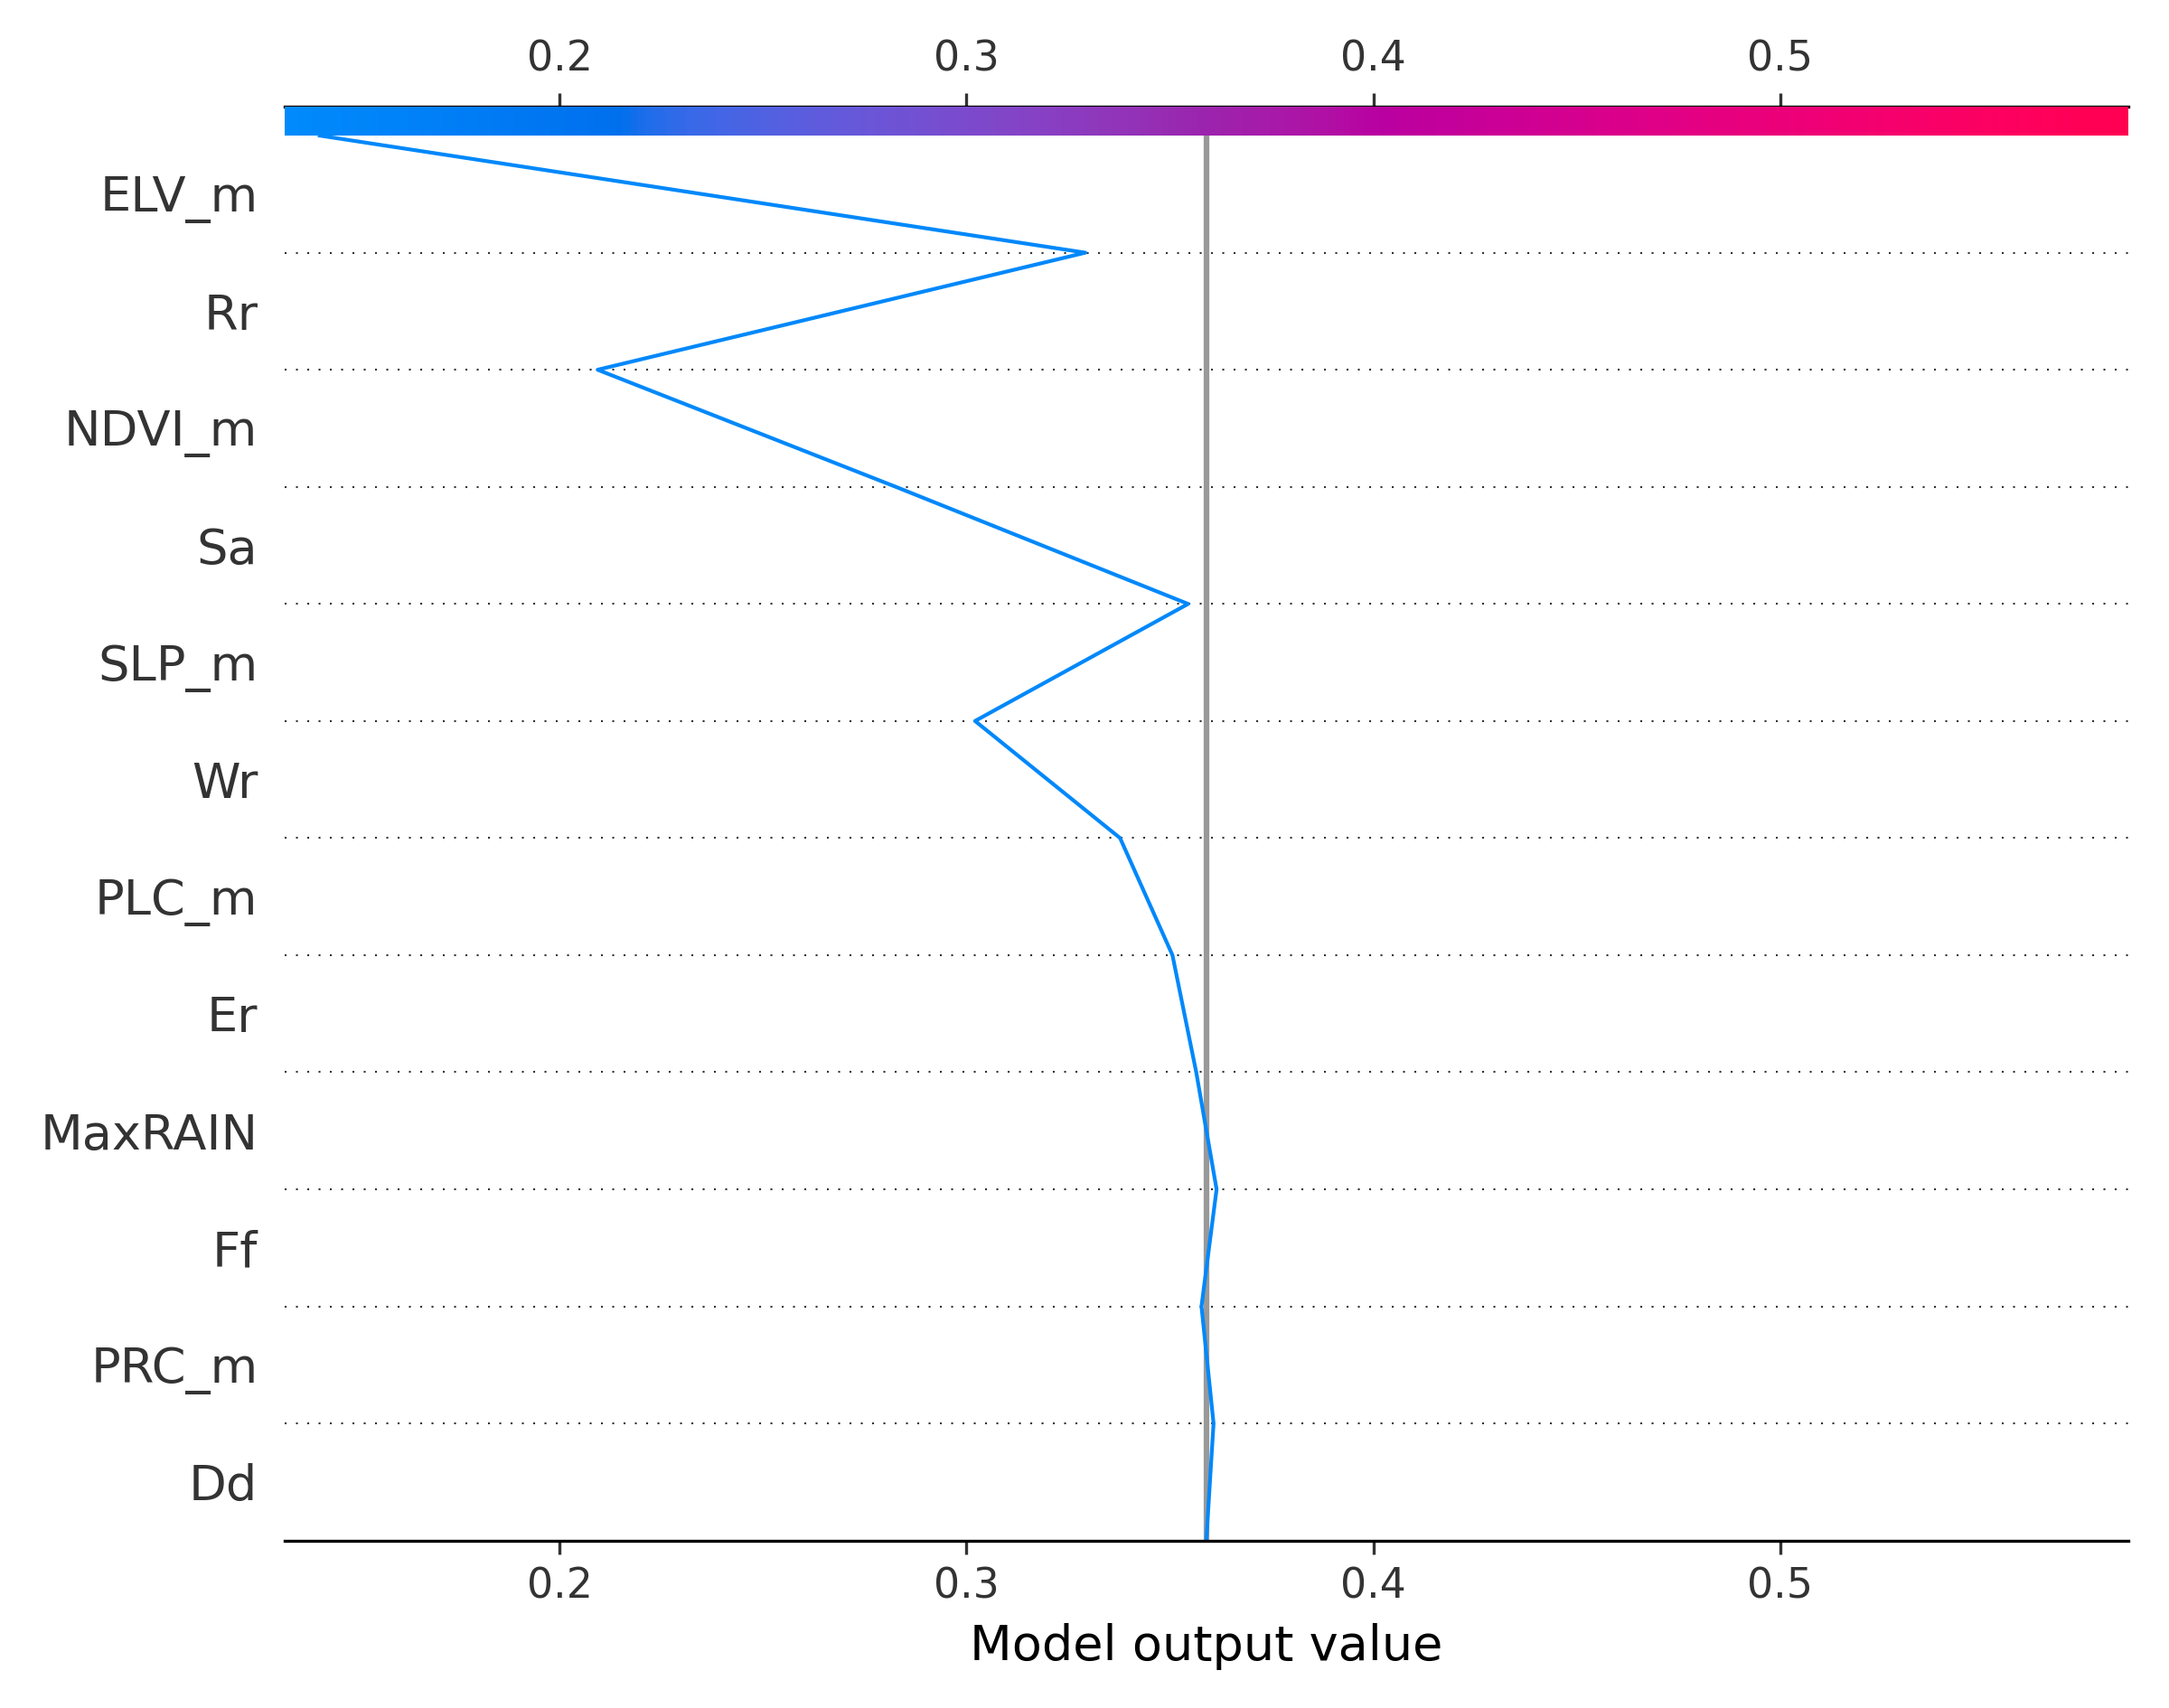 0.2 0.3 0.4 0.5
ELV_m
Rr
NDVI_m
Sa
SLP_m
Wr
PLC_m
Er
MaxRAIN
Ff
PRC_m
Dd
0.2 0.3 0.4 0.5
Model output value